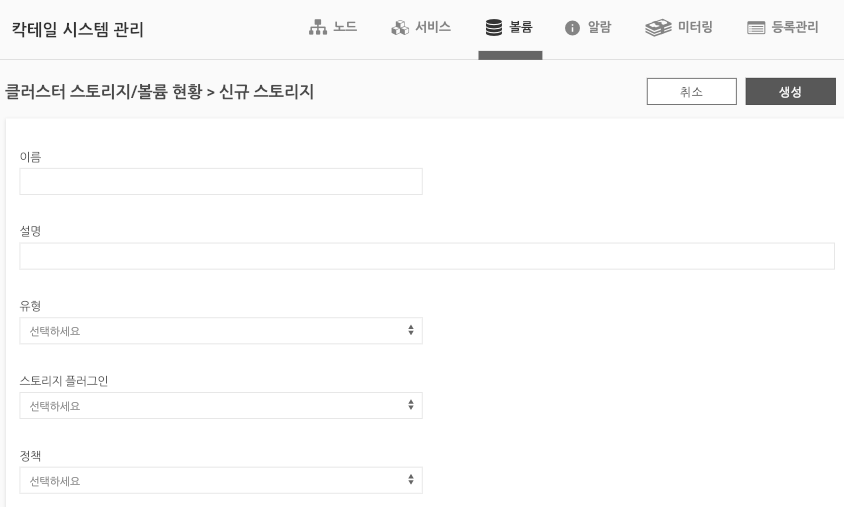 칵테일 시스템 관리 노드 서비스 볼륨 알람 미터링 등록관리
클러스터 스토리지/볼륨 현황 > 신규 스토리지 취소 생성
이름
설명
유형
선택하세요
스토리지 플러그인
선택하세요
정책
선택하세요